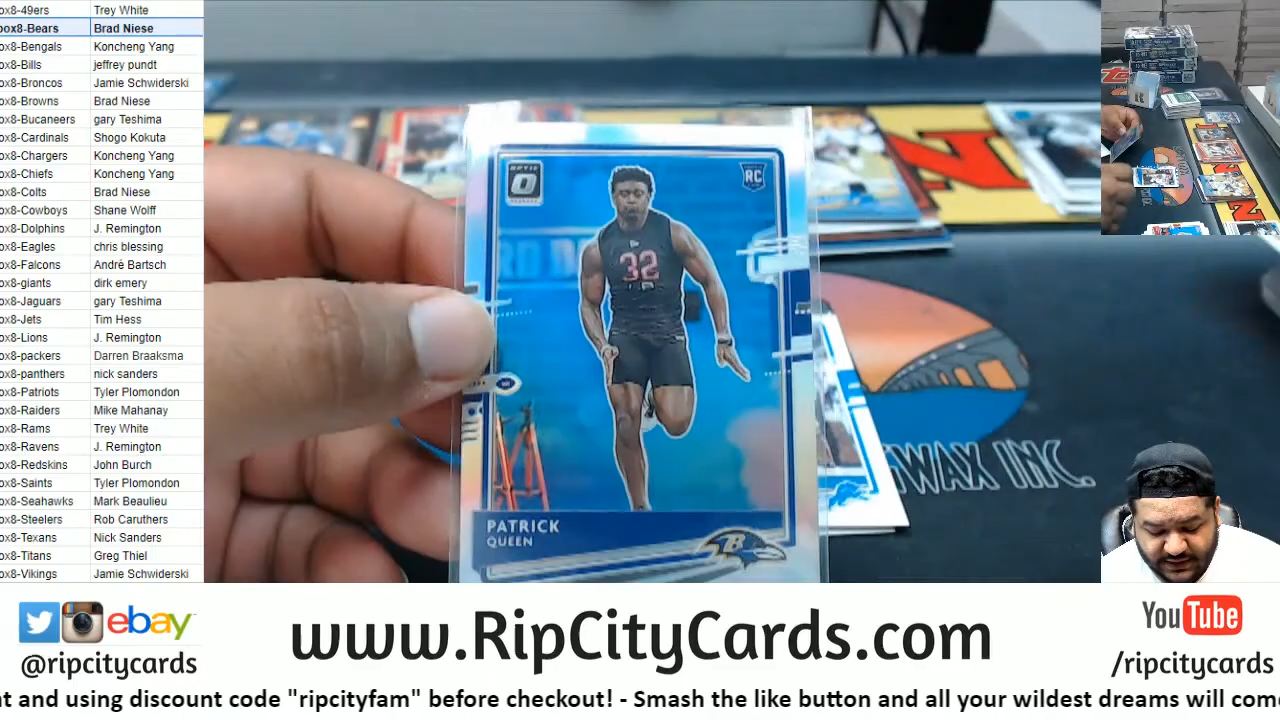 ox8-49ers Trey White
box8-Bears Brad Niese
ox8-Bengals Koncheng Yang
ox8-Bills jeffrey pundt
ox8-Broncos Jamie Schwiderski
ox8-Browns Brad Niese
ox8-Bucaneers gary Teshima
ox8-Cardinals Shogo Kokuta
ox8-Chargers Koncheng Yang
ox8-Chiefs Koncheng Yang
ox8-Colts Brad Niese
ox8-Cowboys Shane Wolff
ox8-Dolphins J. Remington
ox8-Eagles chris blessing
ox8-Falcons André Bartsch
ox8-giants dirk emery
ox8-Jaguars gary Teshima
ox8-Jets Tim Hess
ox8-Lions J. Remington
ox8-packers Darren Braaksma
ox8-panthers nick sanders
ox8-Patriots Tyler Plomondon
ox8-Raiders Mike Mahanay
ox8-Rams Trey White
ox8-Ravens J. Remington
ox8-Redskins John Burch
ox8-Saints Tyler Plomondon
ox8-Seahawks Mark Beaulieu
ox8-Steelers Rob Caruthers
ox8-Texans Nick Sanders
ox8-Titans Greg Thiel
ox8-Vikings Jamie Schwiderski
OPTIC
O
RC
32
PATRICK
QUEEN
B
N
WAX INC.
ebay
@ripcitycards
www.RipCityCards.com
YouTube
/ripcitycards
nt and using discount code "ripcityfam" before checkout! - Smash the like button and all your wildest dreams will com